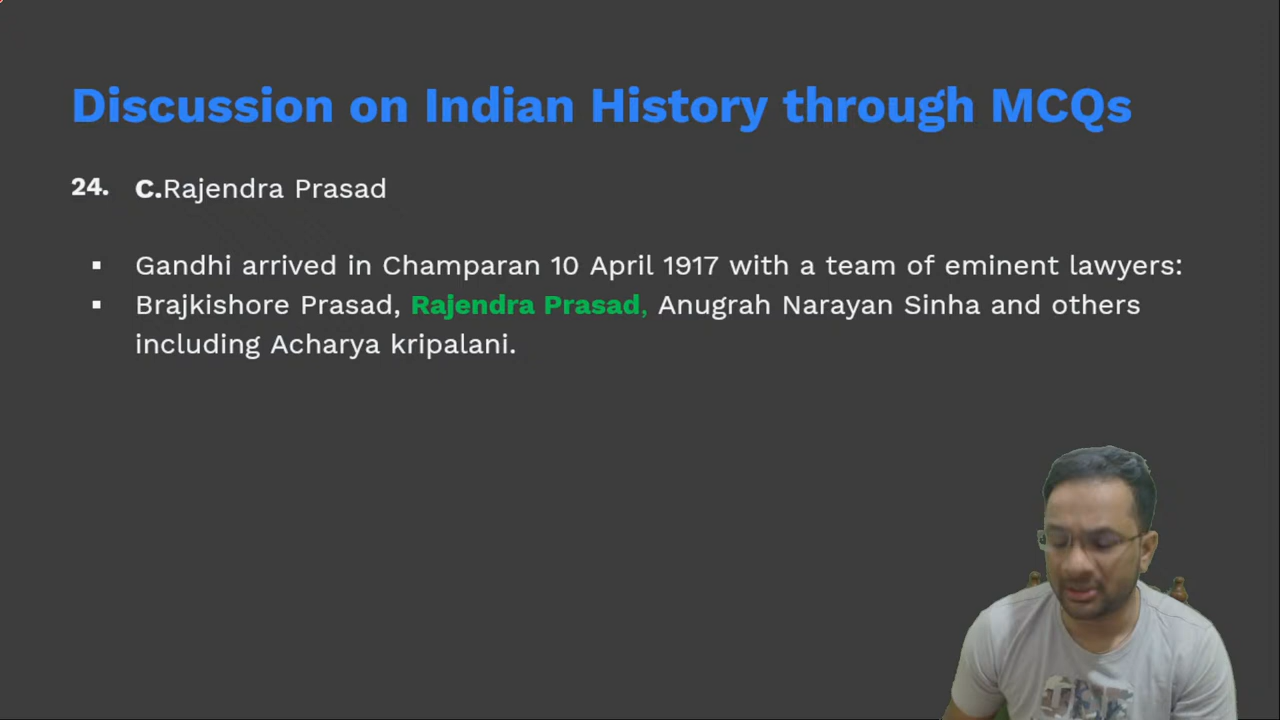 Discussion on Indian History through MCQs
24. C.Rajendra Prasad
▪ Gandhi arrived in Champaran 10 April 1917 with a team of eminent lawyers:
▪ Brajkishore Prasad, Rajendra Prasad, Anugrah Narayan Sinha and others
including Acharya kripalani.